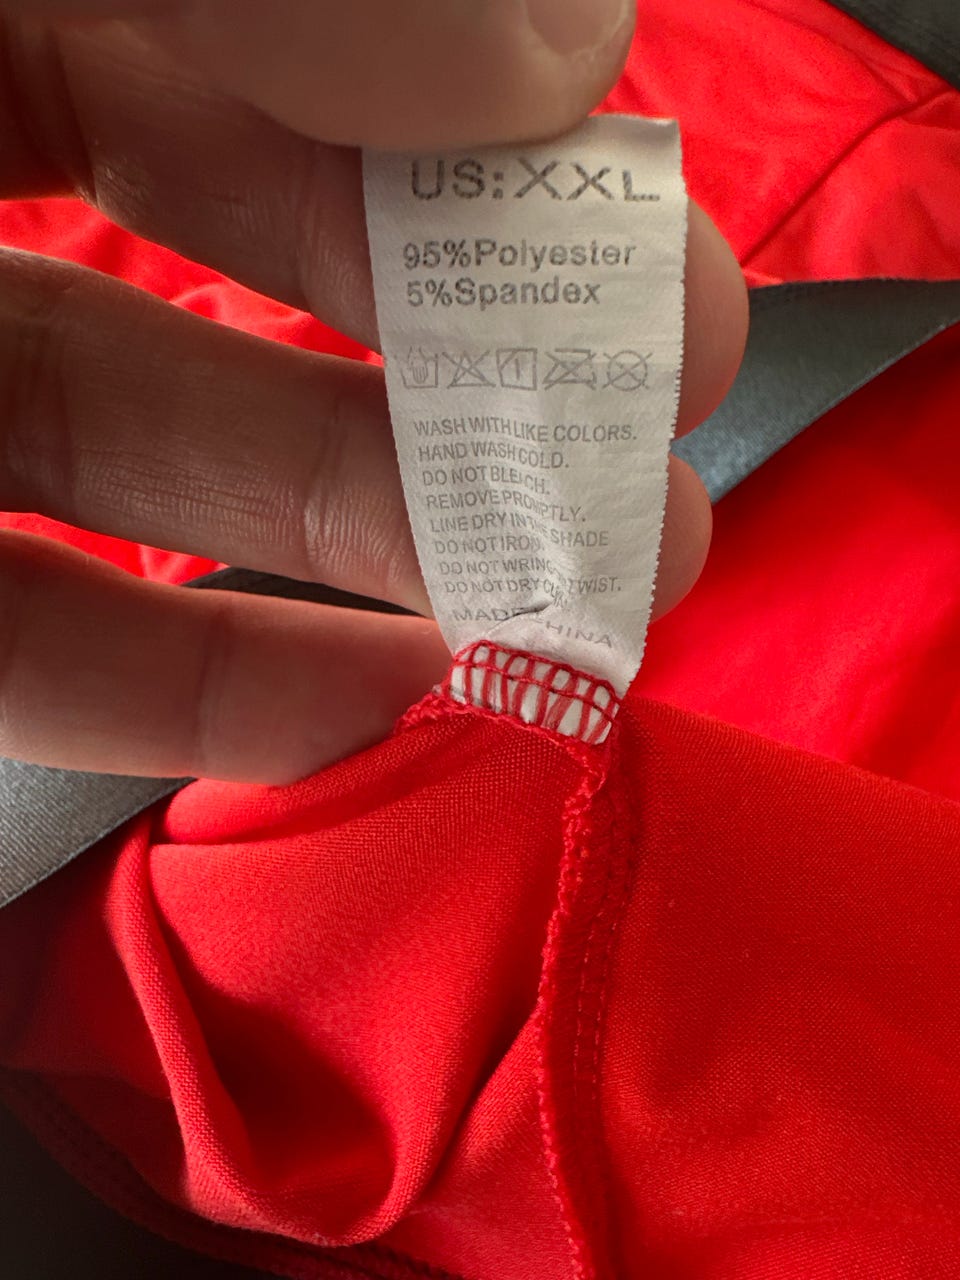 US:XXL
95%Polyester
5%Spandex
WASH WITH LIKE COLORS.
HAND WASH COLD.
DO NOT BLEACH.
REMOVE PROMPTLY.
LINE DRY IN THE SHADE
DO NOT IRON.
DO NOT WRING
DO NOT DRY TWIST.
MADE CHINA